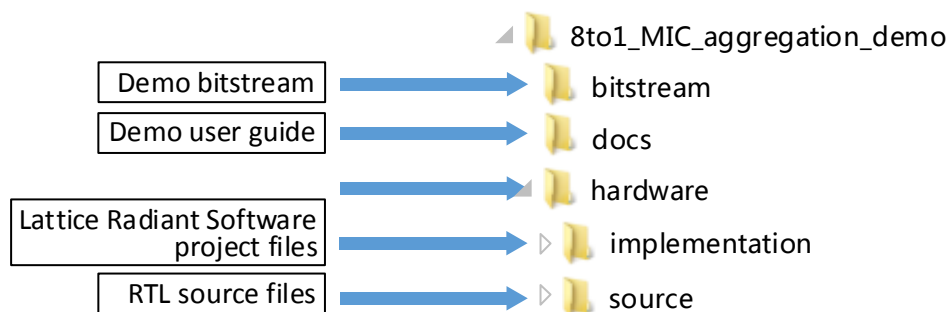 8to1_MIC_aggregation_demo
Demo bitstream
bitstream
Demo user guide
docs
hardware
Lattice Radiant Software
project files
implementation
RTL source files
source